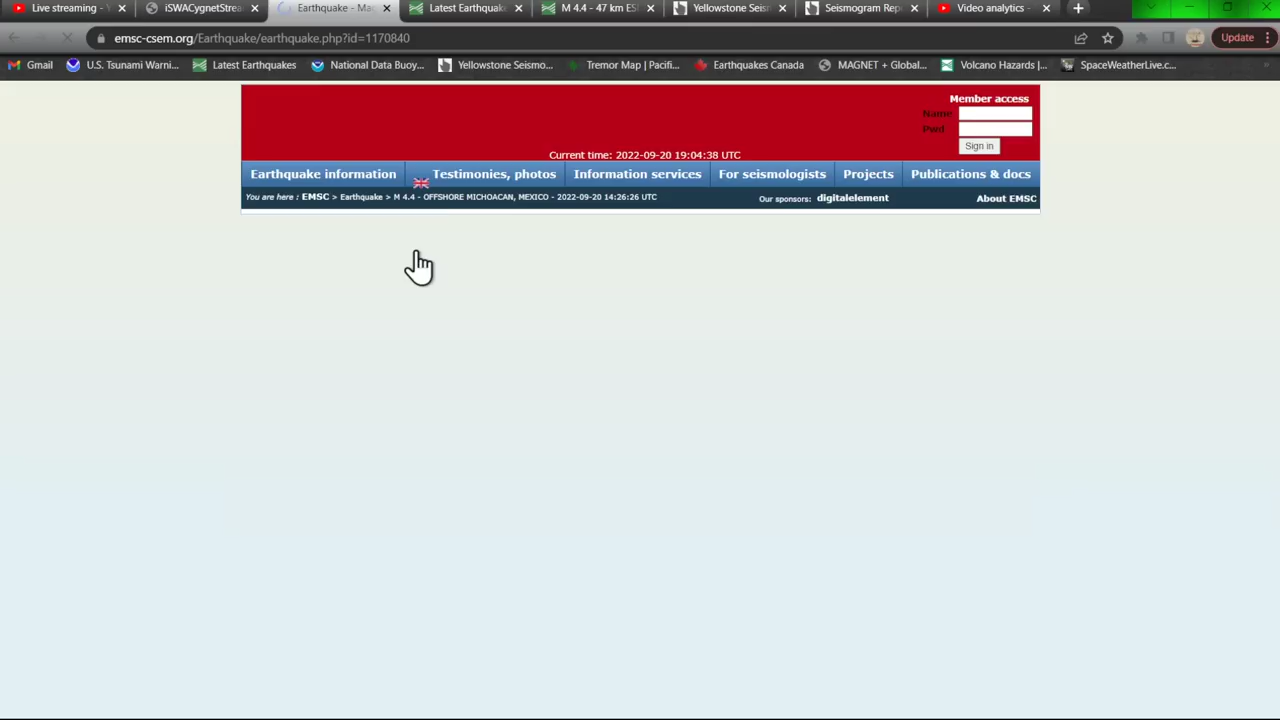 Live streaming - Y
iSWACygnetStrea
Earthquake - Ma
Latest Earthquake
M 4.4 - 47 km ES
Yellowstone Seism
Seismogram Repo
Video analytics -
emsc-csem.org/Earthquake/earthquake.php?id=1170840
Update
Gmail
U.S. Tsunami Warni...
Latest Earthquakes
National Data Buoy...
Yellowstone Seismo...
Tremor Map | Pacifi...
Earthquakes Canada
MAGNET + Global...
Volcano Hazards |...
SpaceWeatherLive.c...
Member access
Name
Pwd
Sign in
Current time: 2022-09-20 19:04:38 UTC
Earthquake information
Testimonies, photos
Information services
For seismologists
Projects
Publications & docs
You are here : EMSC > Earthquake > M 4.4 - OFFSHORE MICHOACAN, MEXICO - 2022-09-20 14:26:26 UTC
Our sponsors: digitalelement
About EMSC